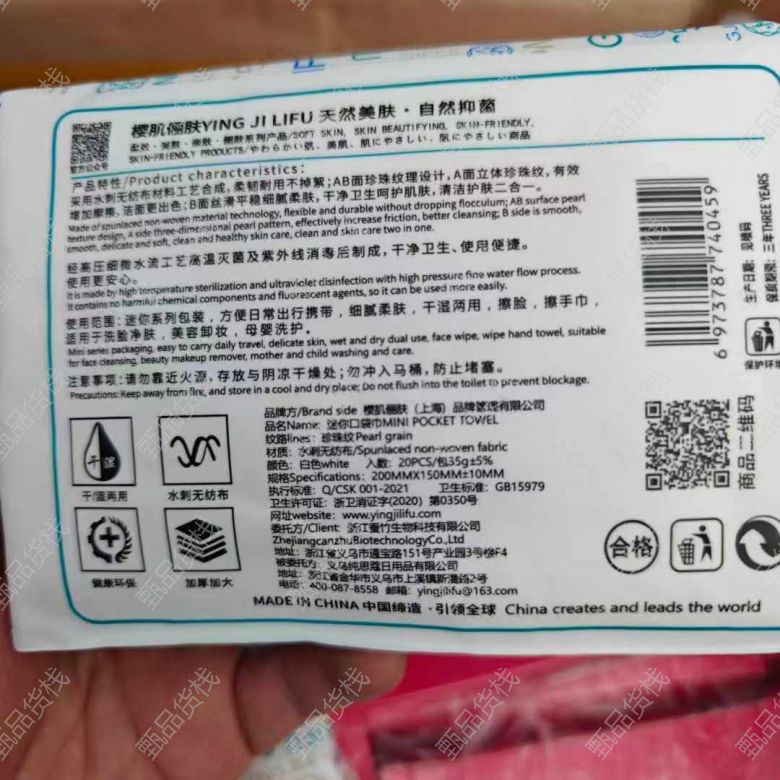 樱肌俪肤YING JI LIFU 天然美肤·自然抑菌
SKIN-FRIENDLY PRODUCTS/やわらかい肌、美肌、肌にやさしい、肌にやさしい商品
官方公众号
产品特性/Product characteristics:
采用水刺无纺布材料工艺合成,柔韧耐用不掉絮;AB面珍珠纹理设计,A面立体珍珠纹,有效
增加摩擦,洁面更出色;B面丝滑平稳细腻柔肤,干净卫生呵护肌肤,清洁护肤二合一。
Made of spunlaced non-woven material technology, flexible and durable without dropping flocculum; AB surface pearl
texture design, A side three-dimensional pearl pattern, effectively increase friction, better cleansing; B side is smooth,
smooth, delicate and soft, clean and healthy skin care, clean and skin care two in one.
经高压细微水流工艺高温灭菌及紫外线消毒后制成,干净卫生、使用便捷。
使用更安心。
It is made by high temperature sterilization and ultraviolet disinfection with high pressure fine water flow process.
It contains no harmful chemical components and fluorescent agents, so it can be used more easily.
使用范围:迷你系列包装,方便日常出行携带,细腻柔肤,干湿两用,擦脸,擦手巾,
适用于洗脸净肤,美容卸妆,母婴洗护。
Mini series packaging, easy to carry daily travel, delicate skin, wet and dry dual use, face wipe, wipe hand towel, suitable
for face cleansing, beauty makeup remover, mother and child washing and care.
注意事项:请勿靠近火源,存放与阴凉干燥处;勿冲入马桶,防止堵塞。
Precautions: Keep away from fire, and store in a cool and dry place; Do not flush into the toilet to prevent blockage.
干湿
干/湿两用
水刺无纺布
健康环保
加厚加大
品牌方/Brand side 樱肌俪肤(上海)品牌管理有限公司
品名Name: 迷你口袋巾MINI POCKET TOWEL
纹路lines: 珍珠纹Pearl grain
材质: 水刺无纺布/Spunlaced non-woven fabric
颜色: 白色white 入数: 20PCS/包35g±5%
规格Specifications: 200MMX150MM±10MM
执行标准: Q/CSK 001-2021 卫生标准: GB15979
卫生许可证: 浙卫消证字(2020)第0350号
网址website: www.yingjilifu.com
委托方/Client: 浙江蚕竹生物科技有限公司
ZhejiangcanzhuBiotechnologyCo.,Ltd
地址: 浙江省义乌市通宝路151号产业园3号楼F4
被委托方: 义乌纯思蔻日用品有限公司
地址: 浙江省金华市义乌市上溪镇新潘路2号
电话: 400-087-8558 邮箱: yingjilifu@163.com
MADE IN CHINA 中国缔造·引领全球 China creates and leads the world
6 973787 740459
生产日期: 见喷码
保质期限: 三年THREE YEARS
保护环境
商品二维码
合格
甄品货栈